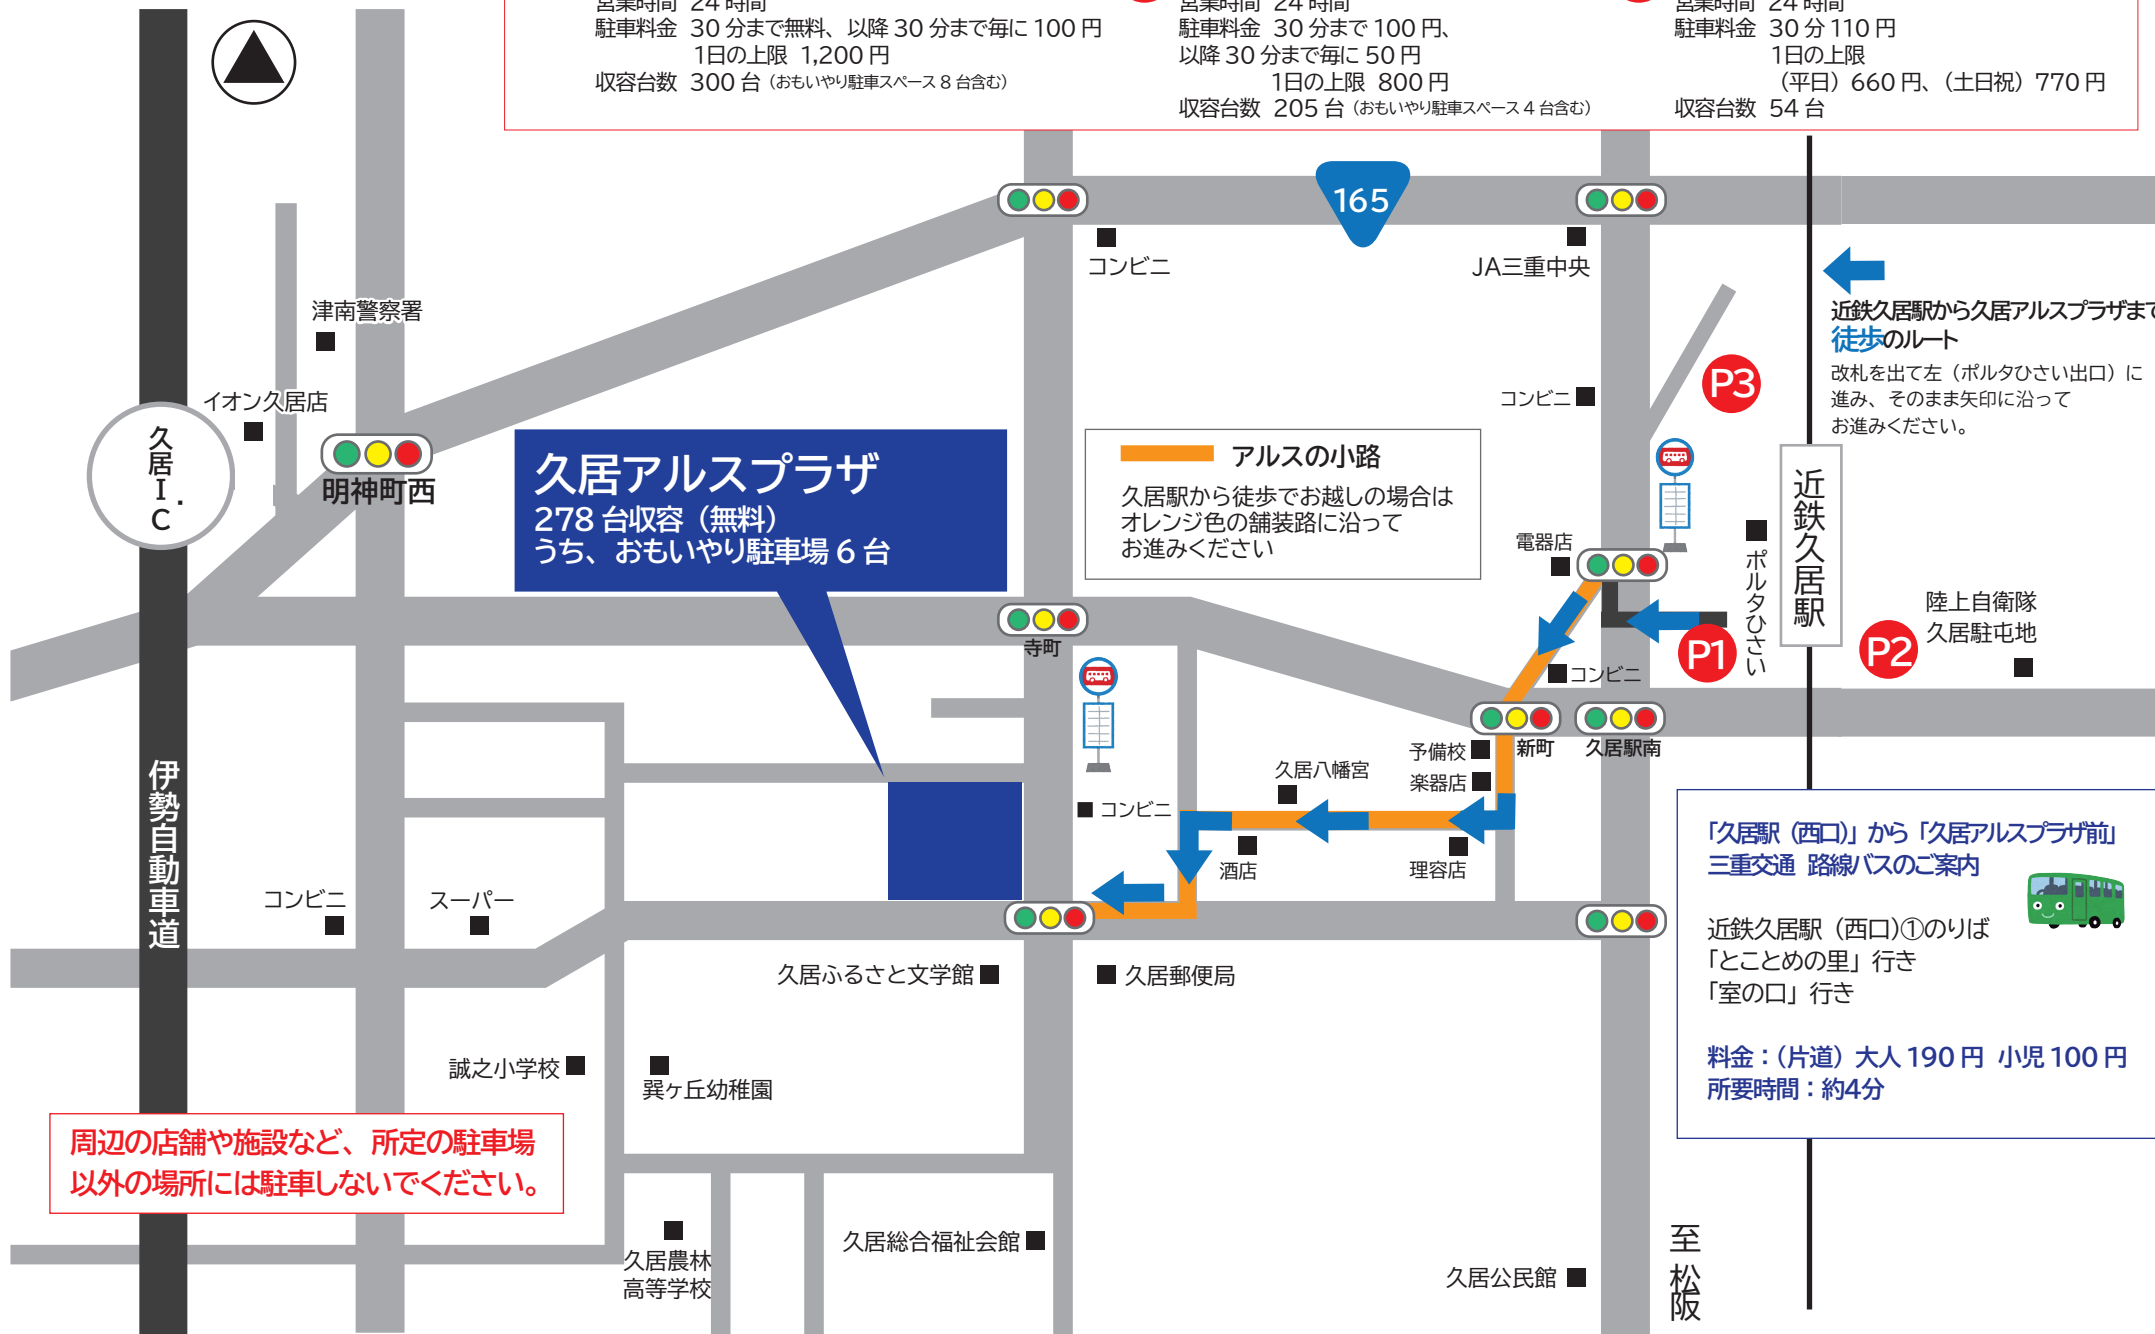 営業時間 24時間
駐車料金 30分まで無料、以降30分まで毎に100円
1日の上限 1,200円
収容台数 300台（おもいやり駐車スペース8台含む）
営業時間 24時間
駐車料金 30分まで100円、
以降30分まで毎に50円
1日の上限 800円
収容台数 205台（おもいやり駐車スペース4台含む）
営業時間 24時間
駐車料金 30分110円
1日の上限
（平日）660円、（土日祝）770円
収容台数 54台
165
コンビニ
JA三重中央
津南警察署
イオン久居店
久居I.C
明神町西
近鉄久居駅から久居アルスプラザまで
徒歩のルート
改札を出て左（ポルタひさい出口）に
進み、そのまま矢印に沿って
お進みください。
P3
コンビニ
久居アルスプラザ
278台収容（無料）
うち、おもいやり駐車場6台
アルスの小路
久居駅から徒歩でお越しの場合は
オレンジ色の舗装路に沿って
お進みください
電器店
ポルタひさい
近鉄久居駅
陸上自衛隊
久居駐屯地
P1
P2
寺町
コンビニ
新町
久居駅南
予備校
楽器店
久居八幡宮
コンビニ
酒店
理容店
伊勢自動車道
コンビニ
スーパー
久居ふるさと文学館
久居郵便局
「久居駅（西口）」から「久居アルスプラザ前」
三重交通 路線バスのご案内
近鉄久居駅（西口）①のりば
「とことめの里」行き
「室の口」行き
料金：（片道）大人190円 小児100円
所要時間：約4分
誠之小学校
巽ヶ丘幼稚園
周辺の店舗や施設など、所定の駐車場
以外の場所には駐車しないでください。
久居農林
高等学校
久居総合福祉会館
久居公民館
至松阪